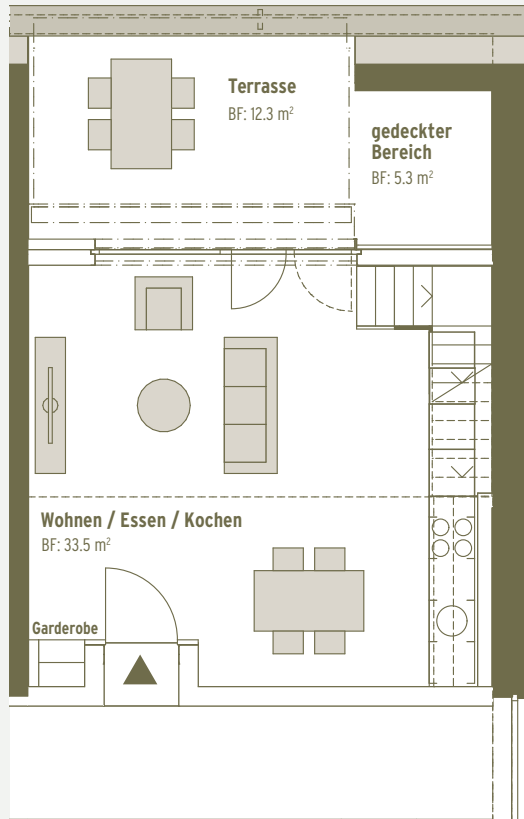 Terrasse
BF: 12.3 m²
gedeckter
Bereich
BF: 5.3 m²
Wohnen / Essen / Kochen
BF: 33.5 m²
Garderobe